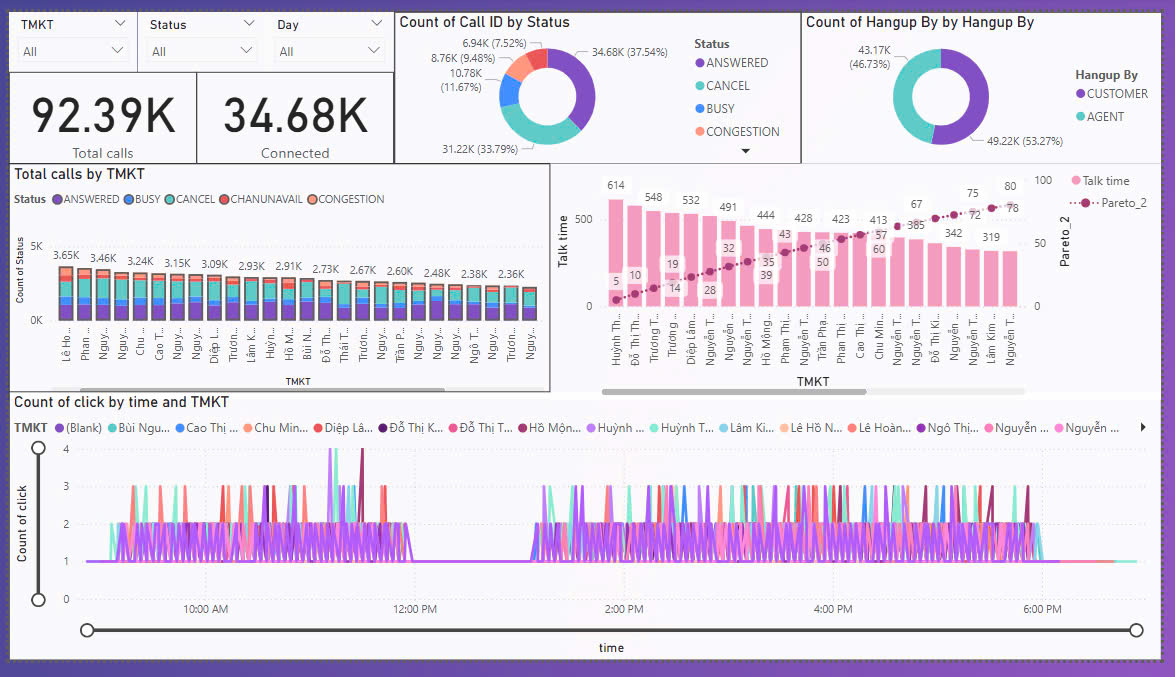 TMKT
All
Status
All
Day
All
92.39K
Total calls
34.68K
Connected
Count of Call ID by Status
6.94K (7.52%)
8.76K (9.48%)
10.78K
(11.67%)
34.68K (37.54%)
31.22K (33.79%)
Status
ANSWERED
CANCEL
BUSY
CONGESTION
Count of Hangup By by Hangup By
43.17K
(46.73%)
49.22K (53.27%)
Hangup By
CUSTOMER
AGENT
Total calls by TMKT
Status ANSWERED BUSY CANCEL CHANUNAVAIL CONGESTION
Count of Status
5K
0K
3.65K 3.46K 3.24K 3.15K 3.09K 2.93K 2.91K 2.73K 2.67K 2.60K 2.48K 2.38K 2.36K
Lê Ho...
Phan ...
Nguy...
Nguy...
Chu ...
Cao T...
Nguy...
Nguy...
Diệp L...
Trươn...
Lâm K...
Huỳn...
Hồ M...
Bùi N...
Đỗ Th...
Thái T...
Trươn...
Nguy...
Trần P...
Nguy...
Nguy...
Nguy...
Ngô T...
Nguy...
Trươn...
Nguy...
TMKT
Talk time
500
0
614 548 532 491 444 428 423 413 385 342 319
5 10 19 14 28 32 35 39 43 46 50 57 60 67 75 72 80 78
100
50
0
Pareto_2
Talk time
Pareto_2
Huỳnh Th...
Đỗ Thị Th...
Trương T...
Trương ...
Diệp Lâm...
Nguyễn T...
Nguyễn ...
Nguyễn T...
Hồ Mộng...
Phạm Thị...
Nguyễn T...
Trần Pha...
Phan Thị ...
Cao Thị ...
Chu Min...
Nguyễn T...
Nguyễn T...
Đỗ Thị Ki...
Nguyễn ...
Nguyễn T...
Lâm Kim ...
Nguyễn T...
TMKT
Count of click by time and TMKT
TMKT (Blank) Bùi Ngu... Cao Thị ... Chu Min... Diệp Lâ... Đỗ Thị K... Đỗ Thị T... Hồ Mộn... Huỳnh ... Huỳnh T... Lâm Ki... Lê Hồ N... Lê Hoàn... Ngô Thị... Nguyễn ... Nguyễn ...
Count of click
4
3
2
1
0
10:00 AM 12:00 PM 2:00 PM 4:00 PM 6:00 PM
time